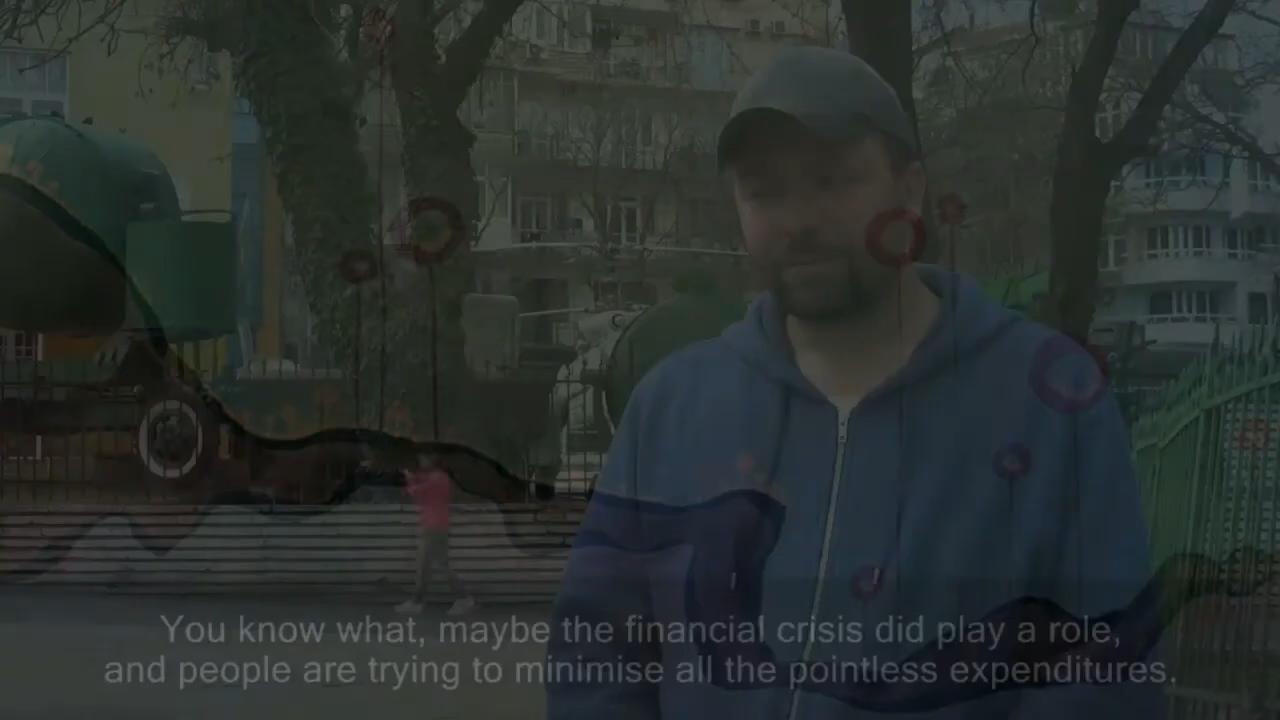 You know what, maybe the financial crisis did play a role,
and people are trying to minimise all the pointless expenditures.